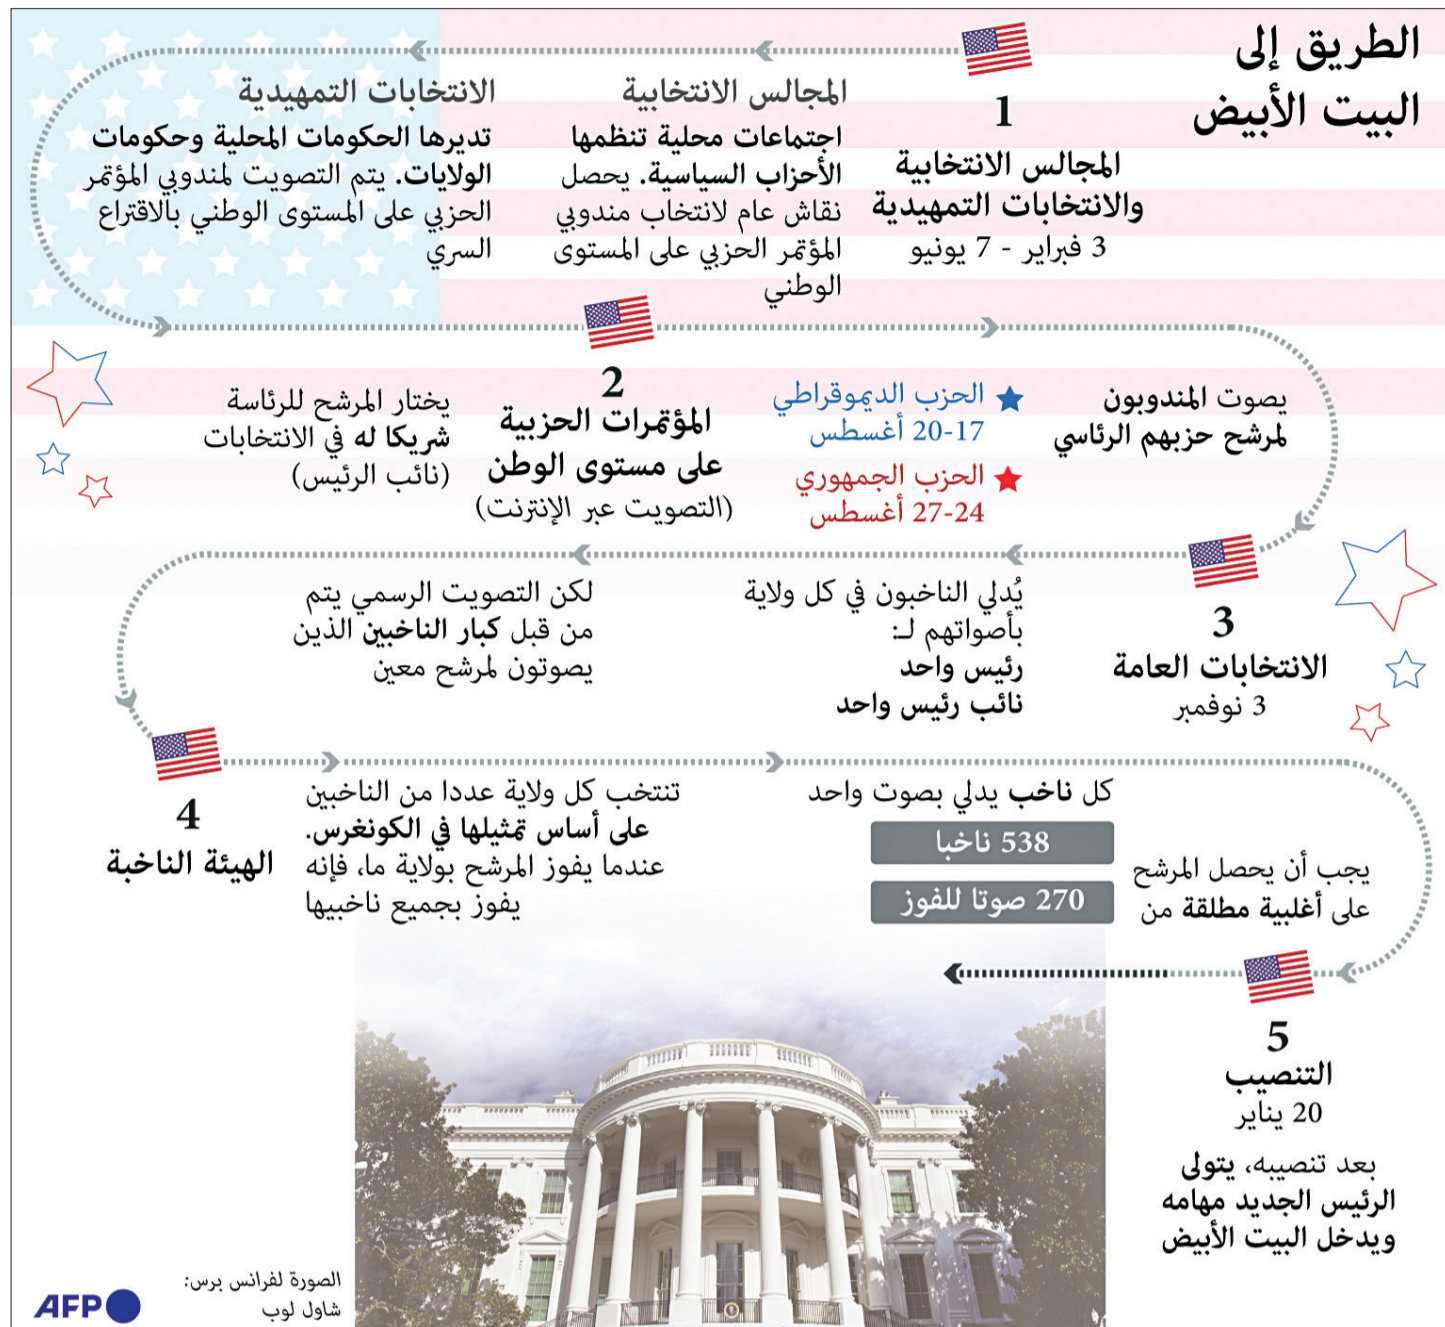 الطريق إلى
البيت الأبيض
1
المجالس الانتخابية
والانتخابات التمهيدية
3 فبراير - 7 يونيو
المجالس الانتخابية
اجتماعات محلية تنظمها
الأحزاب السياسية. يحصل
نقاش عام لانتخاب مندوبي
المؤتمر الحزبي على المستوى
الوطني
الانتخابات التمهيدية
تديرها الحكومات المحلية وحكومات
الولايات. يتم التصويت لمندوبي المؤتمر
الحزبي على المستوى الوطني بالاقتراع
السري
يصوت المندوبون
لمرشح حزبهم الرئاسي
الحزب الديموقراطي
17-20 أغسطس
الحزب الجمهوري
24-27 أغسطس
2
المؤتمرات الحزبية
على مستوى الوطن
(التصويت عبر الإنترنت)
يختار المرشح للرئاسة
شريكا له في الانتخابات
(نائب الرئيس)
3
الانتخابات العامة
3 نوفمبر
يُدلي الناخبون في كل ولاية
بأصواتهم لـ:
رئيس واحد
نائب رئيس واحد
لكن التصويت الرسمي يتم
من قبل كبار الناخبين الذين
يصوتون لمرشح معين
4
الهيئة الناخبة
تنتخب كل ولاية عددا من الناخبين
على أساس تمثيلها في الكونغرس.
عندما يفوز المرشح بولاية ما، فإنه
يفوز بجميع ناخبيها
كل ناخب يدلي بصوت واحد
538 ناخبا
يجب أن يحصل المرشح
على أغلبية مطلقة من
270 صوتا للفوز
5
التنصيب
20 يناير
بعد تنصيبه، يتولى
الرئيس الجديد مهامه
ويدخل البيت الأبيض
الصورة لفرانس برس:
شاول لوب
AFP